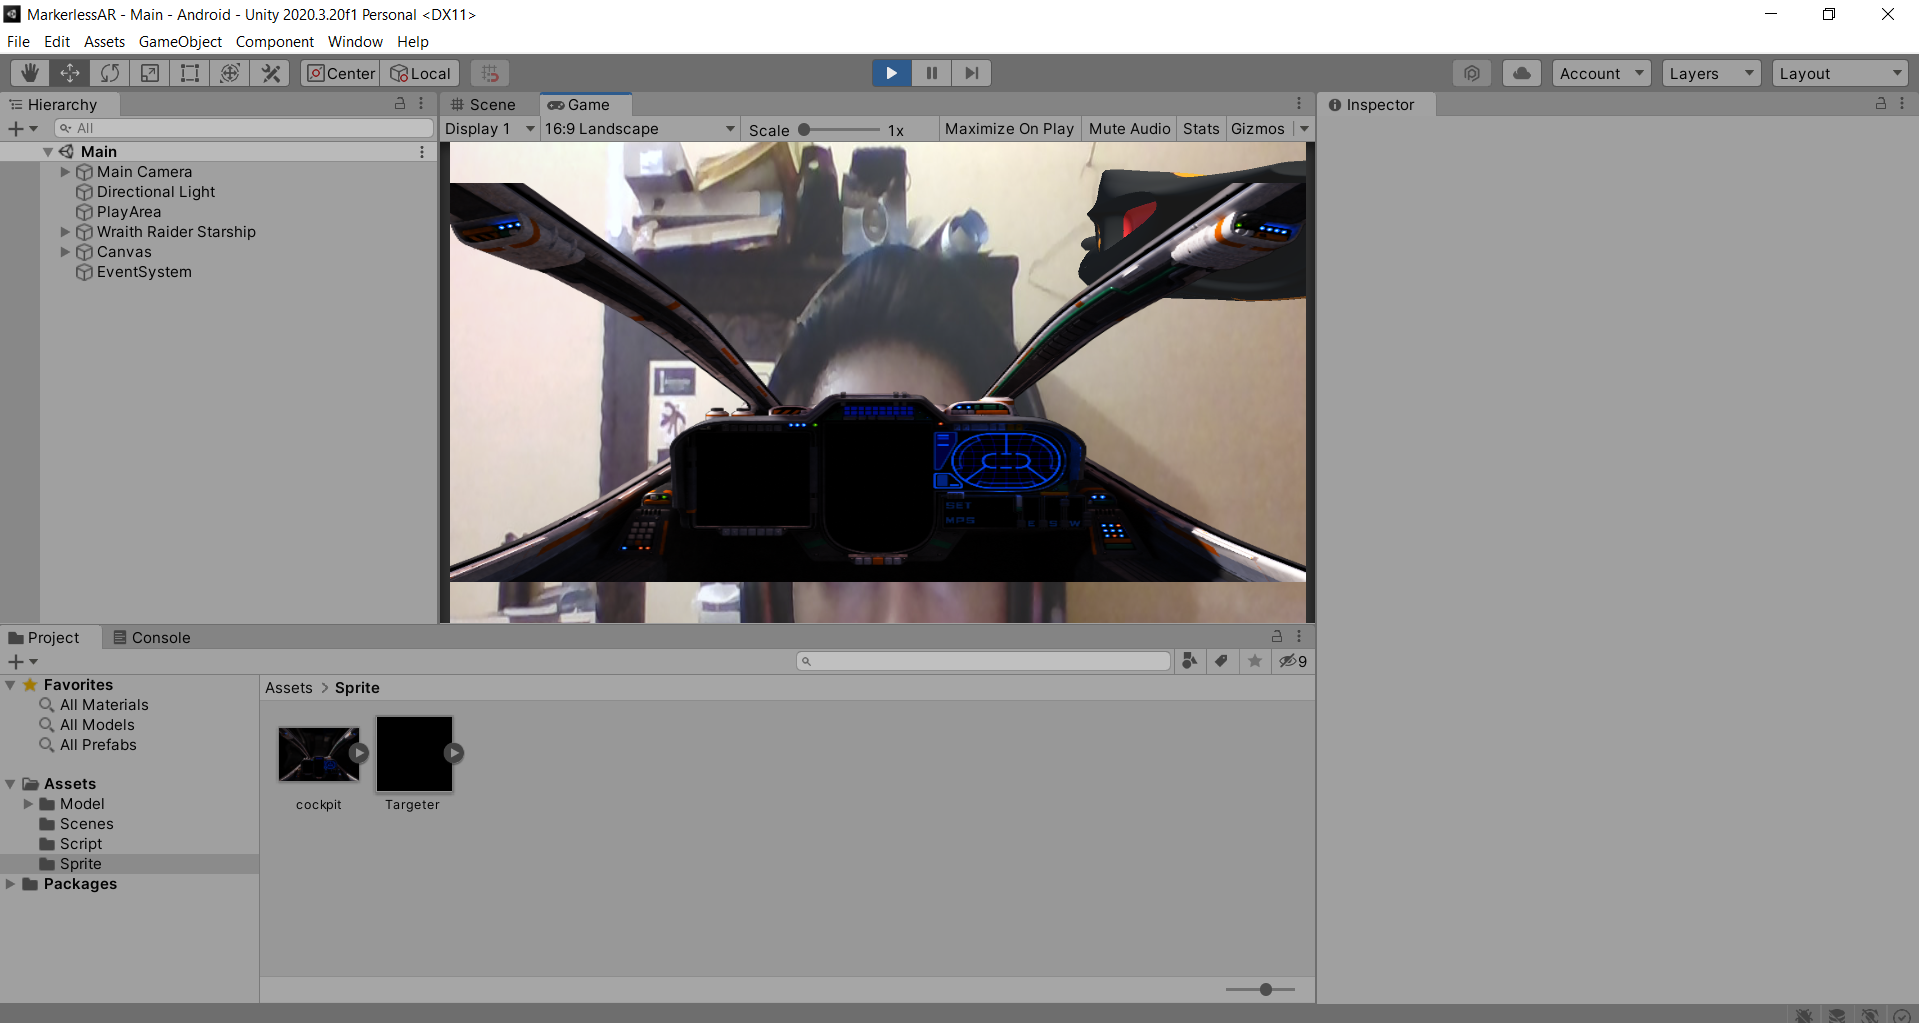 MarkerlessAR - Main - Android - Unity 2020.3.20f1 Personal <DX11>
File Edit Assets GameObject Component Window Help
Center Local Account Layers Layout
Hierarchy
All
Main
Main Camera
Directional Light
PlayArea
Wraith Raider Starship
Canvas
EventSystem
Scene Game
Display 1 16:9 Landscape Scale 1x Maximize On Play Mute Audio Stats Gizmos
SET
MPS
E S W
Inspector
Project Console
9
Favorites
All Materials
All Models
All Prefabs
Assets
Model
Scenes
Script
Sprite
Packages
Assets > Sprite
cockpit Targeter